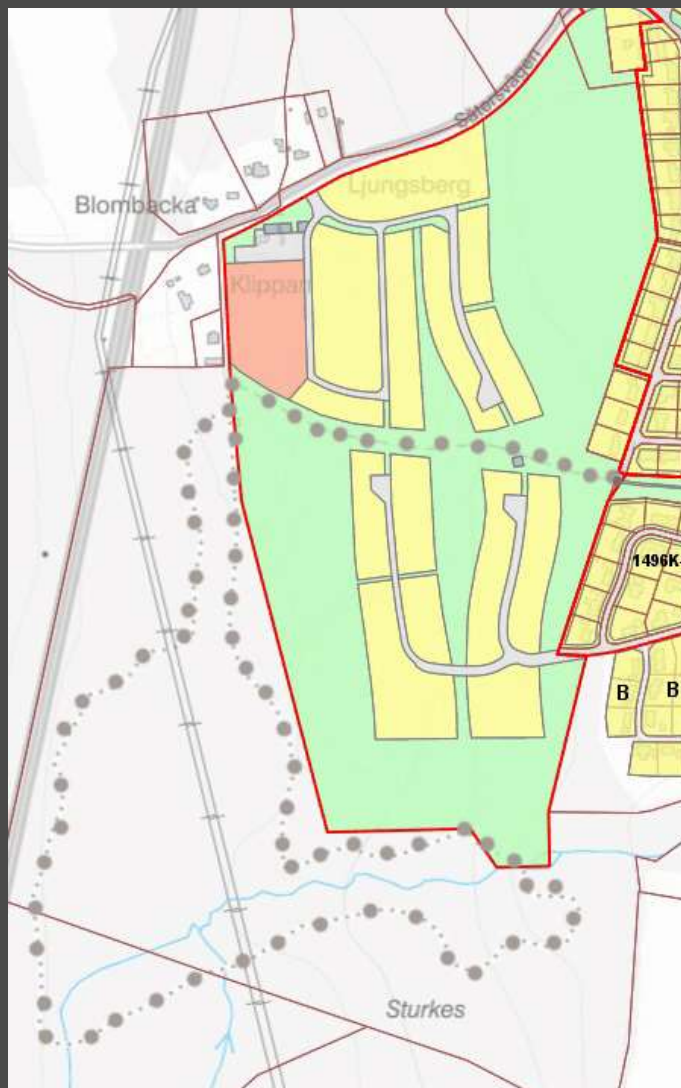 Sätersvägen
Ljungsberg
Blombacka
Klippan
1496K-
B
B
Sturkes